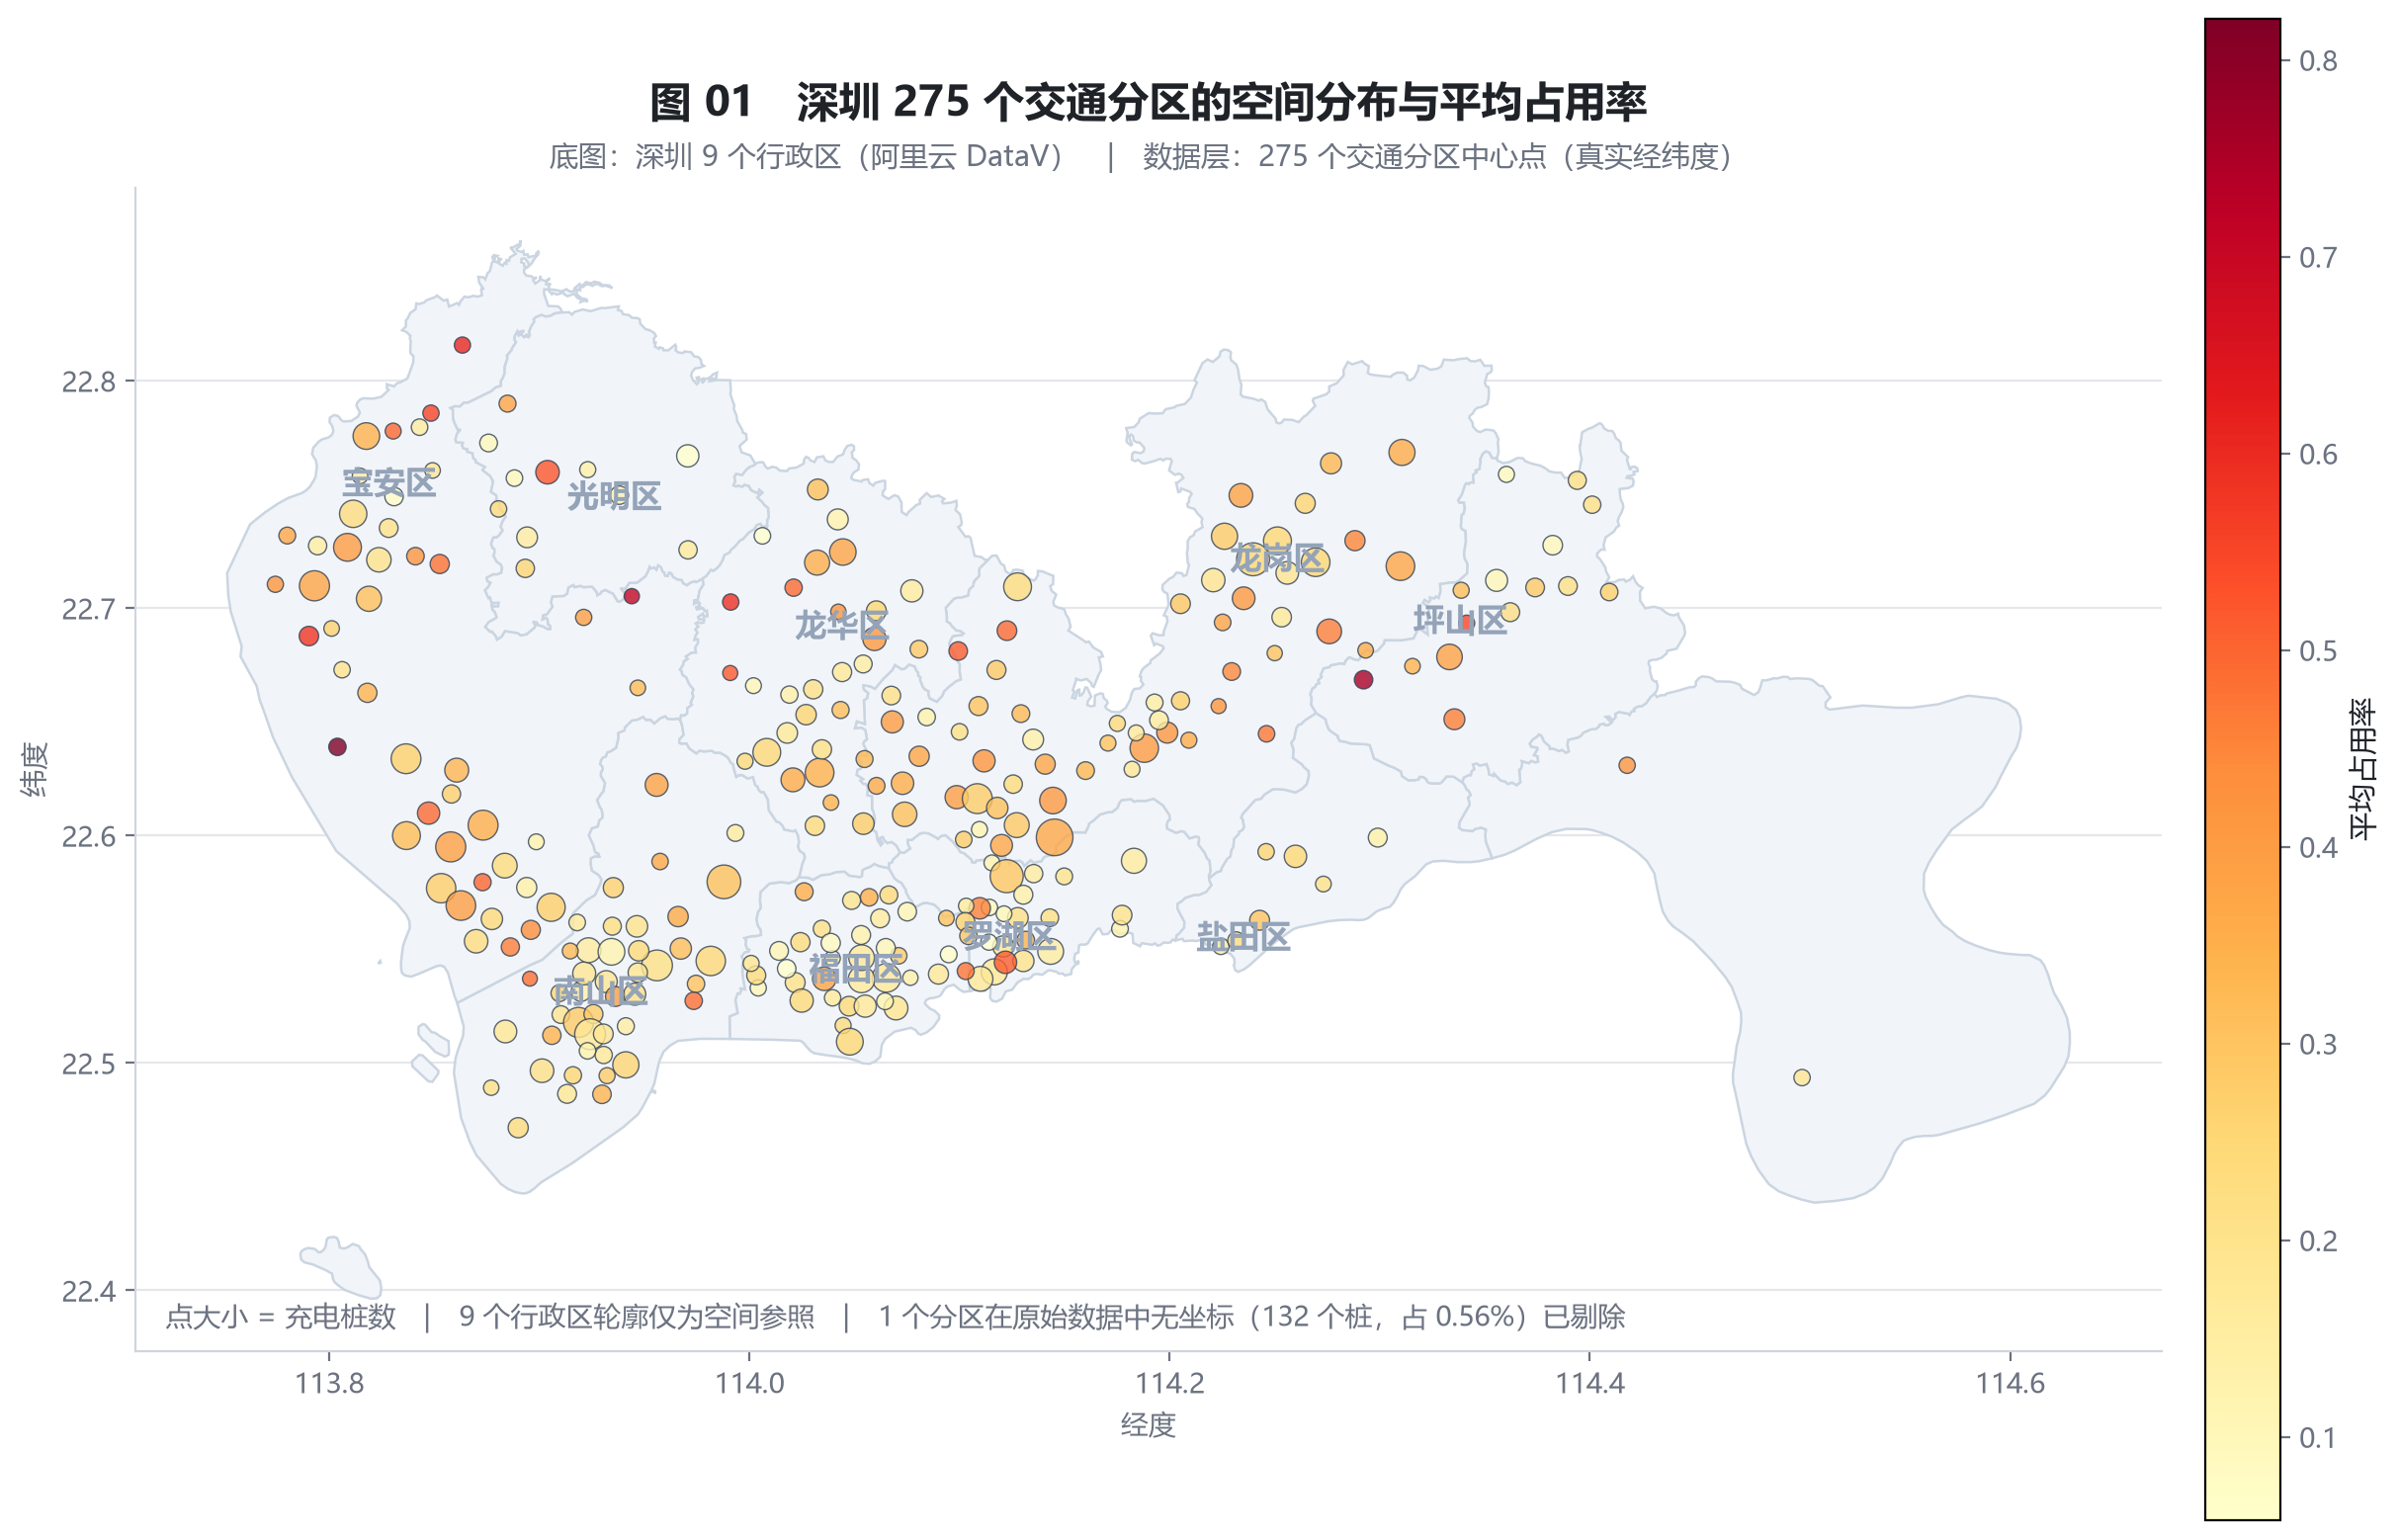 图 01 深圳 275 个交通分区的空间分布与平均占用率
底图：深圳 9 个行政区（阿里云 DataV） | 数据层：275 个交通分区中心点（真实经纬度）
纬度
22.8
22.7
22.6
22.5
22.4
宝安区
光明区
龙华区
龙岗区
坪山区
南山区
福田区
罗湖区
盐田区
点大小 = 充电桩数 | 9 个行政区轮廓仅为空间参照 | 1 个分区在原始数据中无坐标（132 个桩，占 0.56%）已剔除
113.8
114.0
114.2
114.4
114.6
经度
0.8
0.7
0.6
0.5
0.4
0.3
0.2
0.1
平均占用率